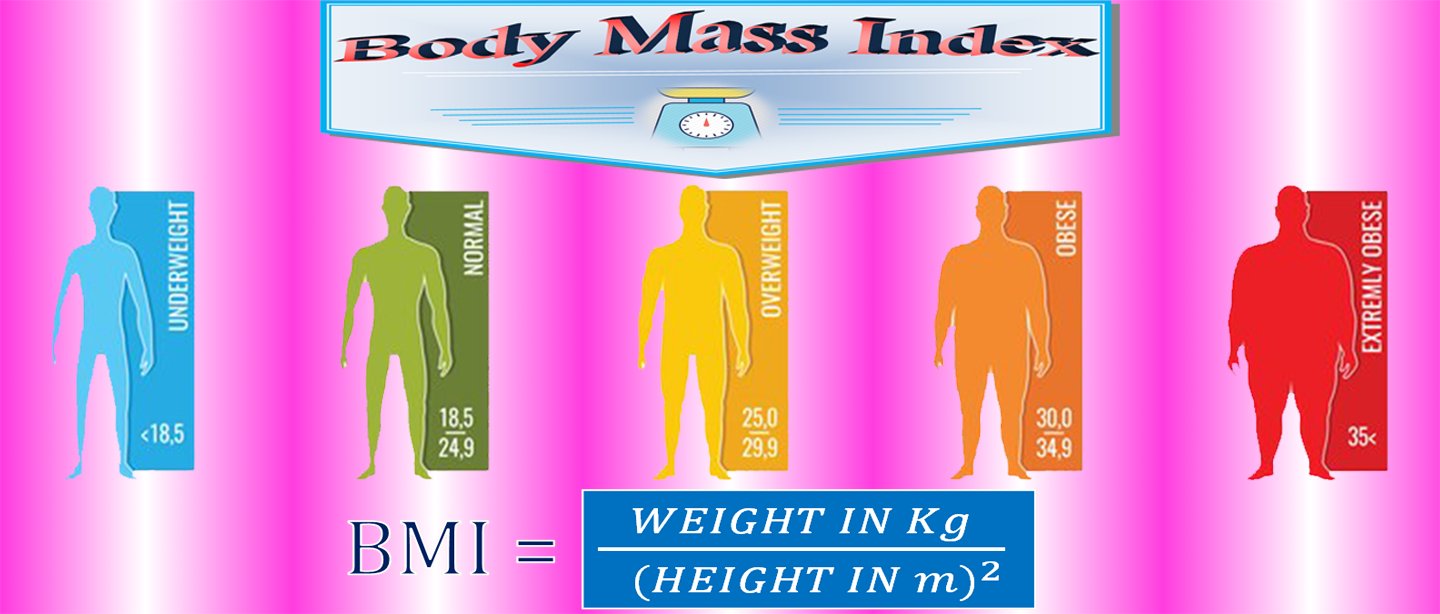 Body Mass Index
UNDERWEIGHT
<18,5
NORMAL
18,5
24,9
OVERWEIGHT
25,0
29,9
OBESE
30,0
34,9
EXTREMLY OBESE
35<
BMI =
WEIGHT IN Kg
(HEIGHT IN m)²